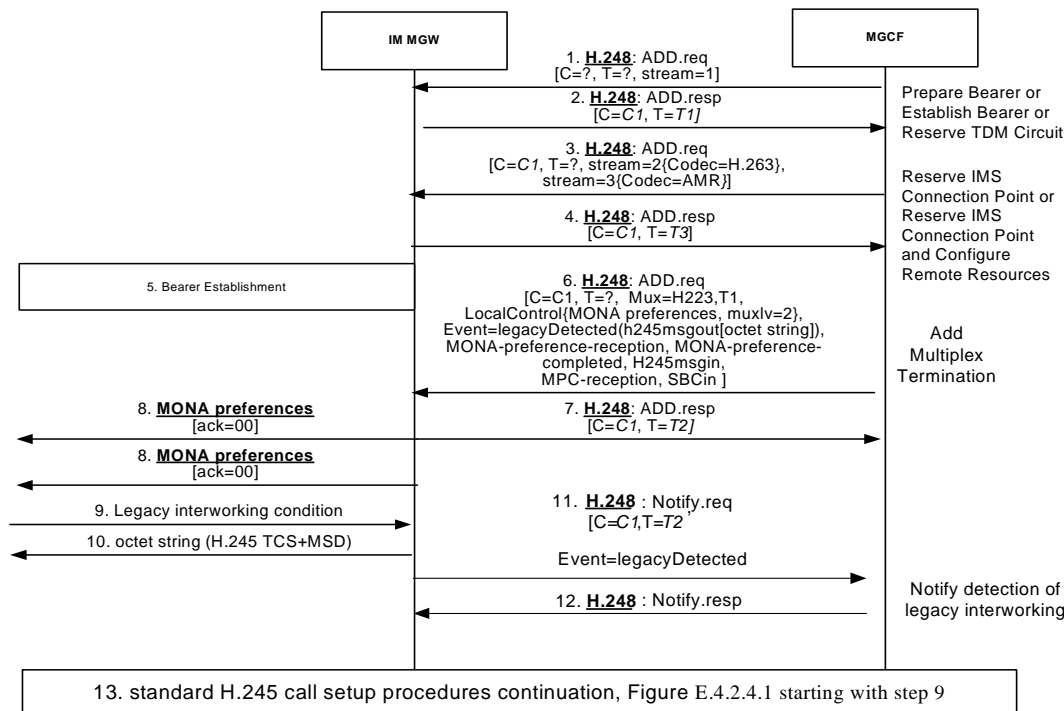 IM MGW
MGCF
1. H.248: ADD.req
[C=?, T=?, stream=1]
Prepare Bearer or
Establish Bearer or
Reserve TDM Circuit
2. H.248: ADD.resp
[C=C1, T=T1]
3. H.248: ADD.req
[C=C1, T=?, stream=2{Codec=H.263},
stream=3{Codec=AMR}]
Reserve IMS
Connection Point or
Reserve IMS
Connection Point
and Configure
Remote Resources
4. H.248: ADD.resp
[C=C1, T=T3]
5. Bearer Establishment
6. H.248: ADD.req
[C=C1, T=?, Mux=H223,T1,
LocalControl{MONA preferences, muxlv=2},
Event=legacyDetected(h245msgout[octet string]),
MONA-preference-reception, MONA-preference-
completed, H245msgin,
MPC-reception, SBCin ]
Add
Multiplex
Termination
8. MONA preferences
[ack=00]
7. H.248: ADD.resp
[C=C1, T=T2]
8. MONA preferences
[ack=00]
9. Legacy interworking condition
10. octet string (H.245 TCS+MSD)
11. H.248 : Notify.req
[C=C1,T=T2 ,
Event=legacyDetected
12. H.248 : Notify.resp
Notify detection of
legacy interworking
13. standard H.245 call setup procedures continuation, Figure E.4.2.4.1 starting with step 9